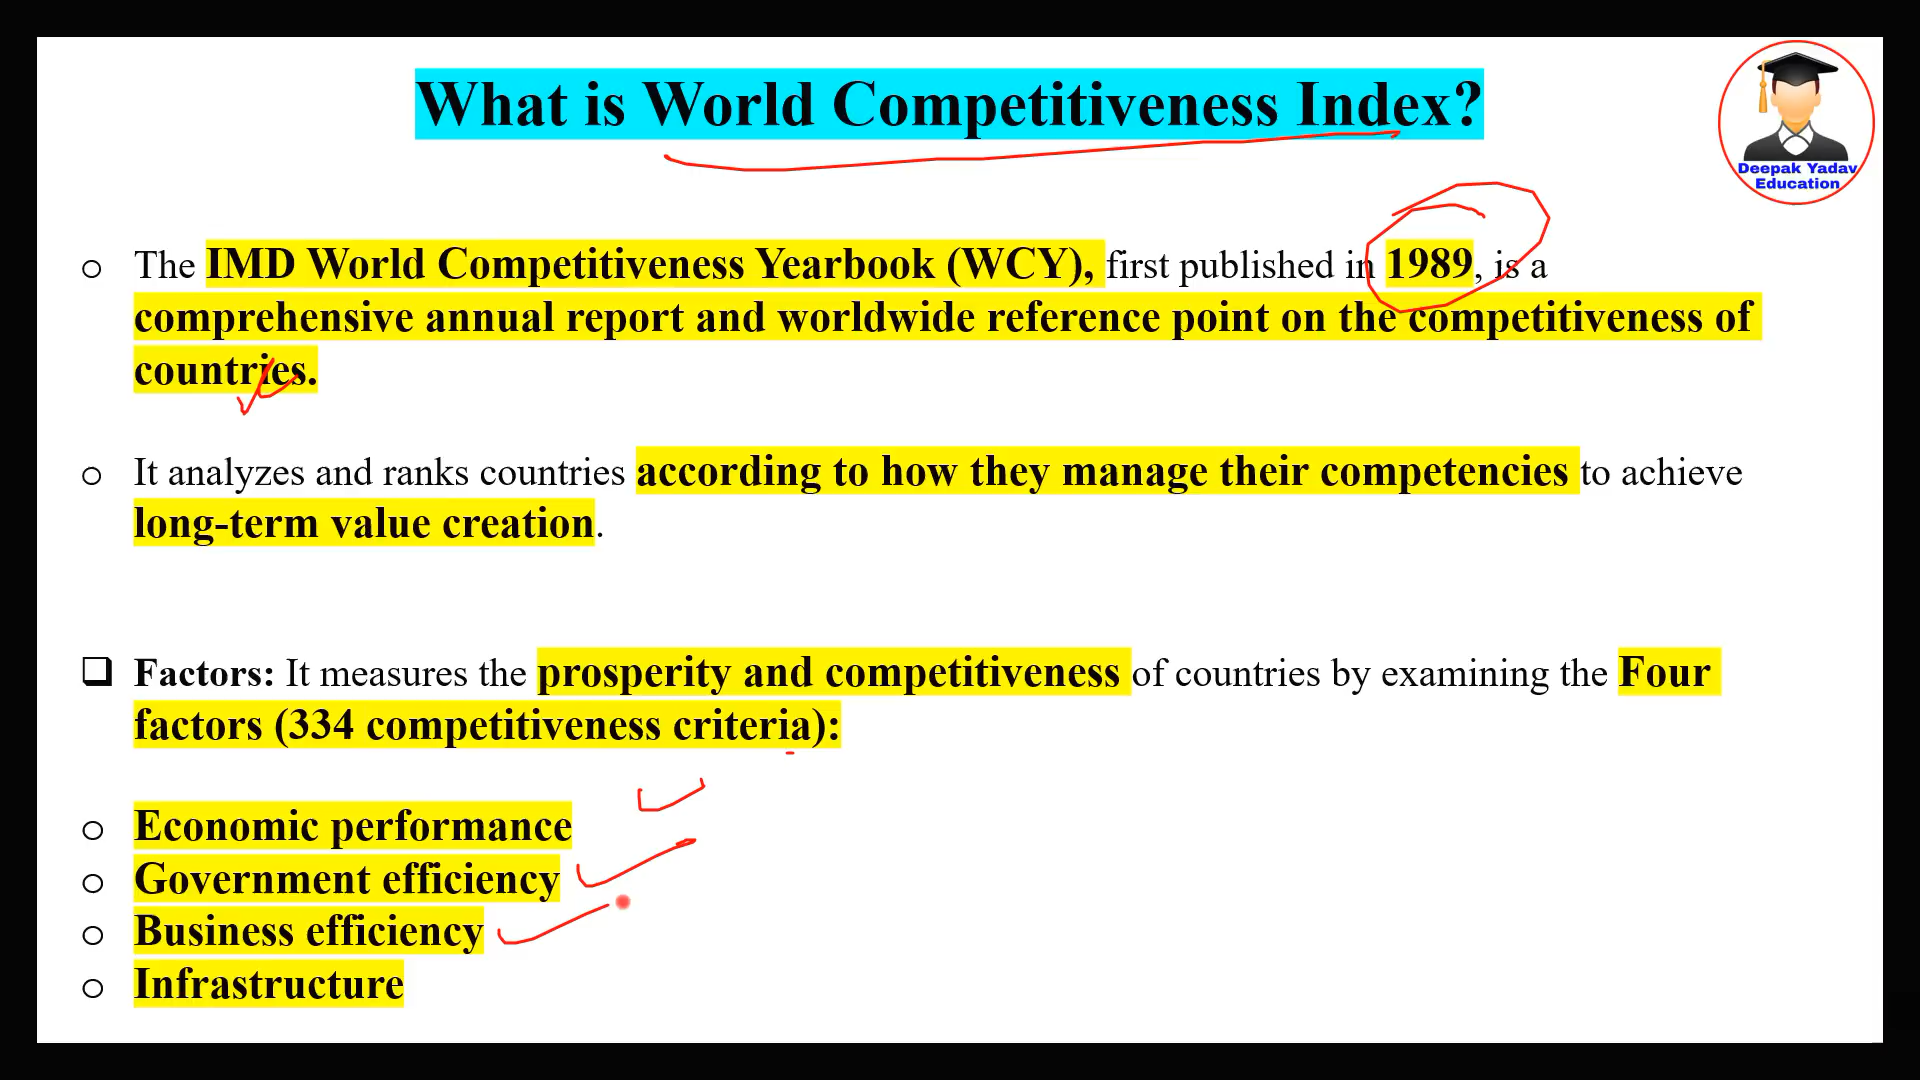 What is World Competitiveness Index?
Deepak Yadav
Education
The IMD World Competitiveness Yearbook (WCY), first published in 1989, is a
comprehensive annual report and worldwide reference point on the competitiveness of
countries.
It analyzes and ranks countries according to how they manage their competencies to achieve
long-term value creation.
Factors: It measures the prosperity and competitiveness of countries by examining the Four
factors (334 competitiveness criteria):
Economic performance
Government efficiency
Business efficiency
Infrastructure